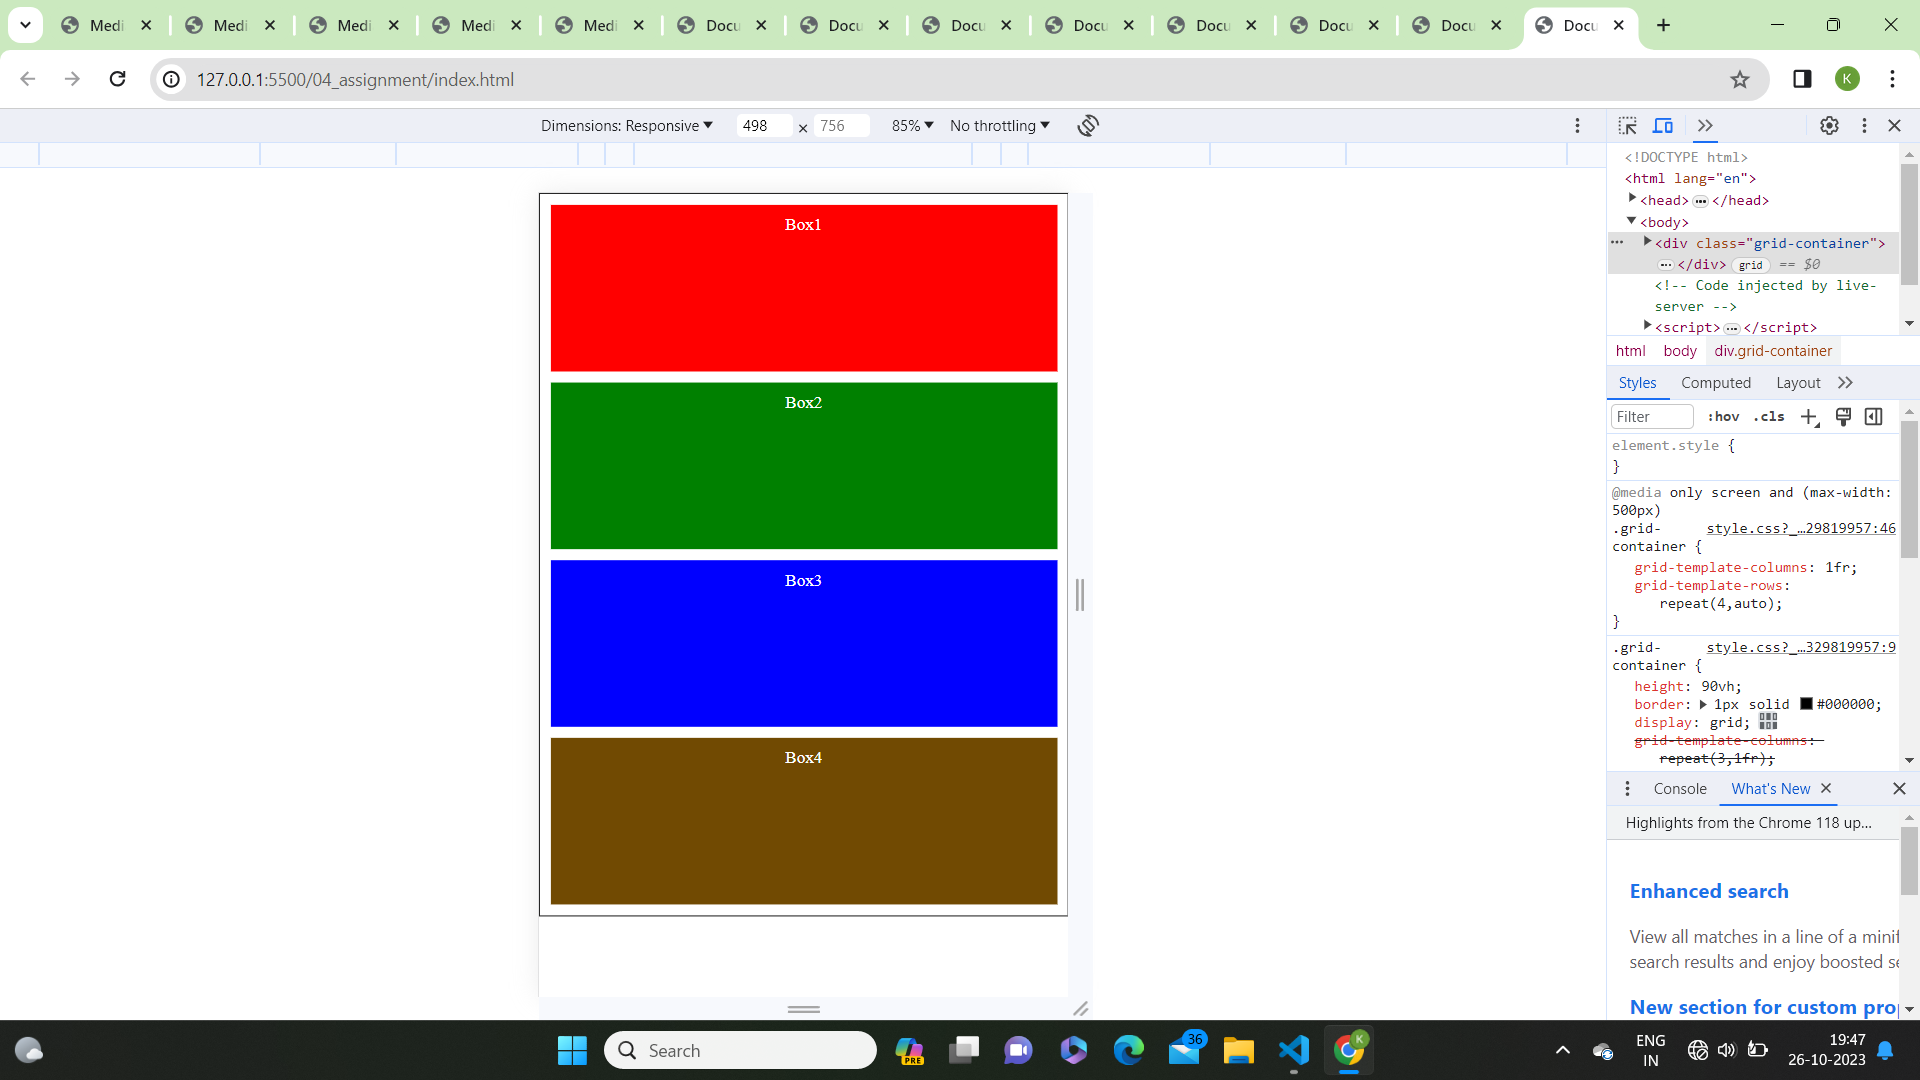 Medi
Medi
Medi
Medi
Medi
Docu
Docu
Docu
Docu
Docu
Docu
Docu
Docu
127.0.0.1:5500/04_assignment/index.html
K
Dimensions: Responsive 498 × 756 85% No throttling
Box1
Box2
Box3
Box4
<!DOCTYPE html>
<html lang="en">
<head> ••• </head>
<body>
<div class="grid-container">
••• </div> grid == $0
<!-- Code injected by live-
server -->
<script> ••• </script>
html body div.grid-container
Styles Computed Layout
Filter :hov .cls
element.style {
}
@media only screen and (max-width:
500px)
.grid- style.css?_…29819957:46
container {
grid-template-columns: 1fr;
grid-template-rows:
repeat(4,auto);
}
.grid- style.css?_…329819957:9
container {
height: 90vh;
border: 1px solid #000000;
display: grid;
grid-template-columns:
repeat(3,1fr);
Console What's New
Highlights from the Chrome 118 up...
Enhanced search
View all matches in a line of a
search results and enjoy boosted
New section for custom
Search
PRE
36
K
ENG
IN
19:47
26-10-2023